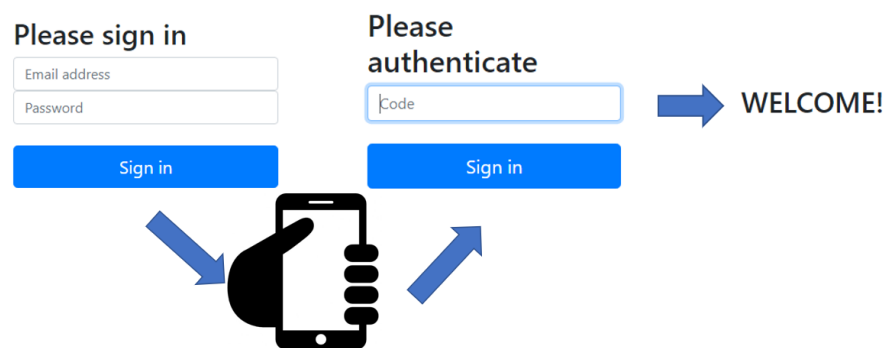 Please sign in
Email address
Password
Sign in
Please
authenticate
Code
Sign in
WELCOME!